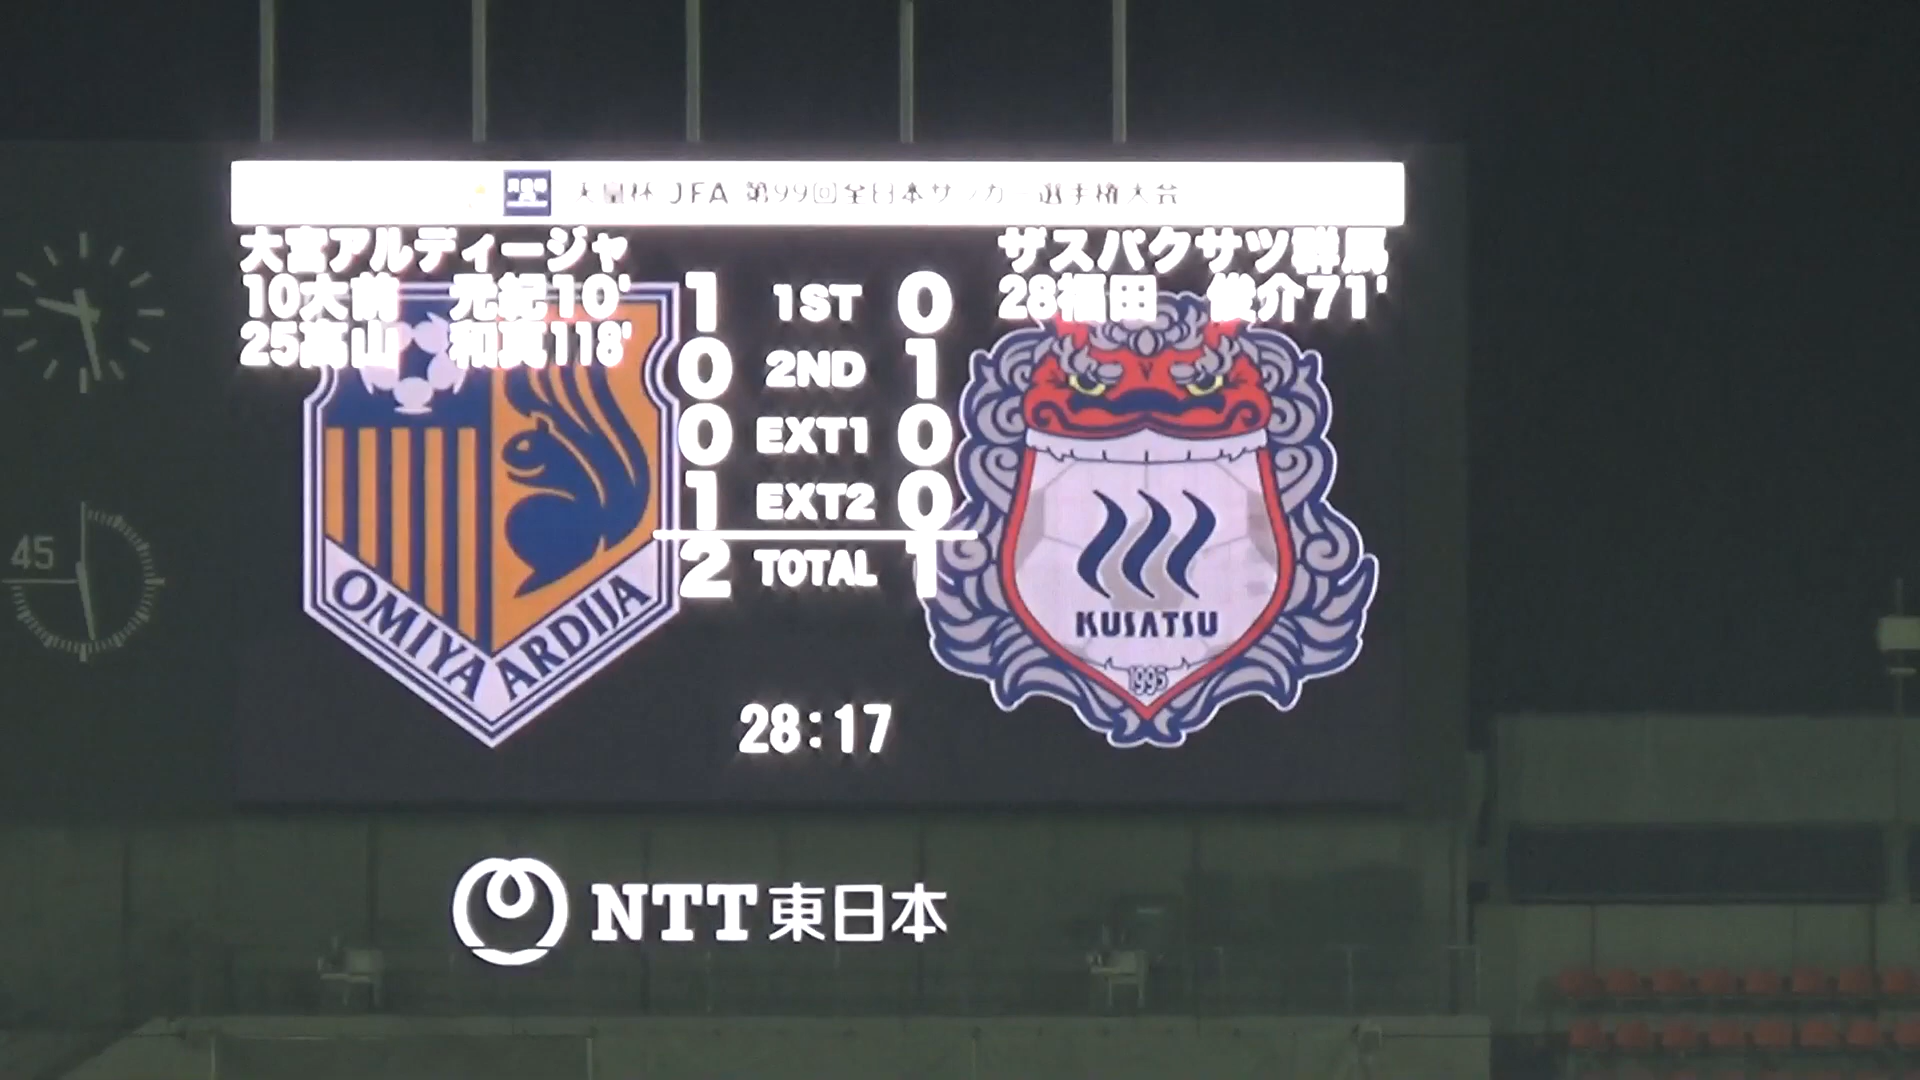 天皇杯 JFA 第99回全日本サッカー選手権大会
大宮アルディージャ
10大前 元紀10'
25高山 和真118'
ザスパクサツ群馬
28福田 俊介71'
1 1ST 0
0 2ND 1
0 EXT1 0
1 EXT2 0
2 TOTAL 1
28:17
OMIYA ARDIJA
KUSATSU
1995
45
NTT東日本